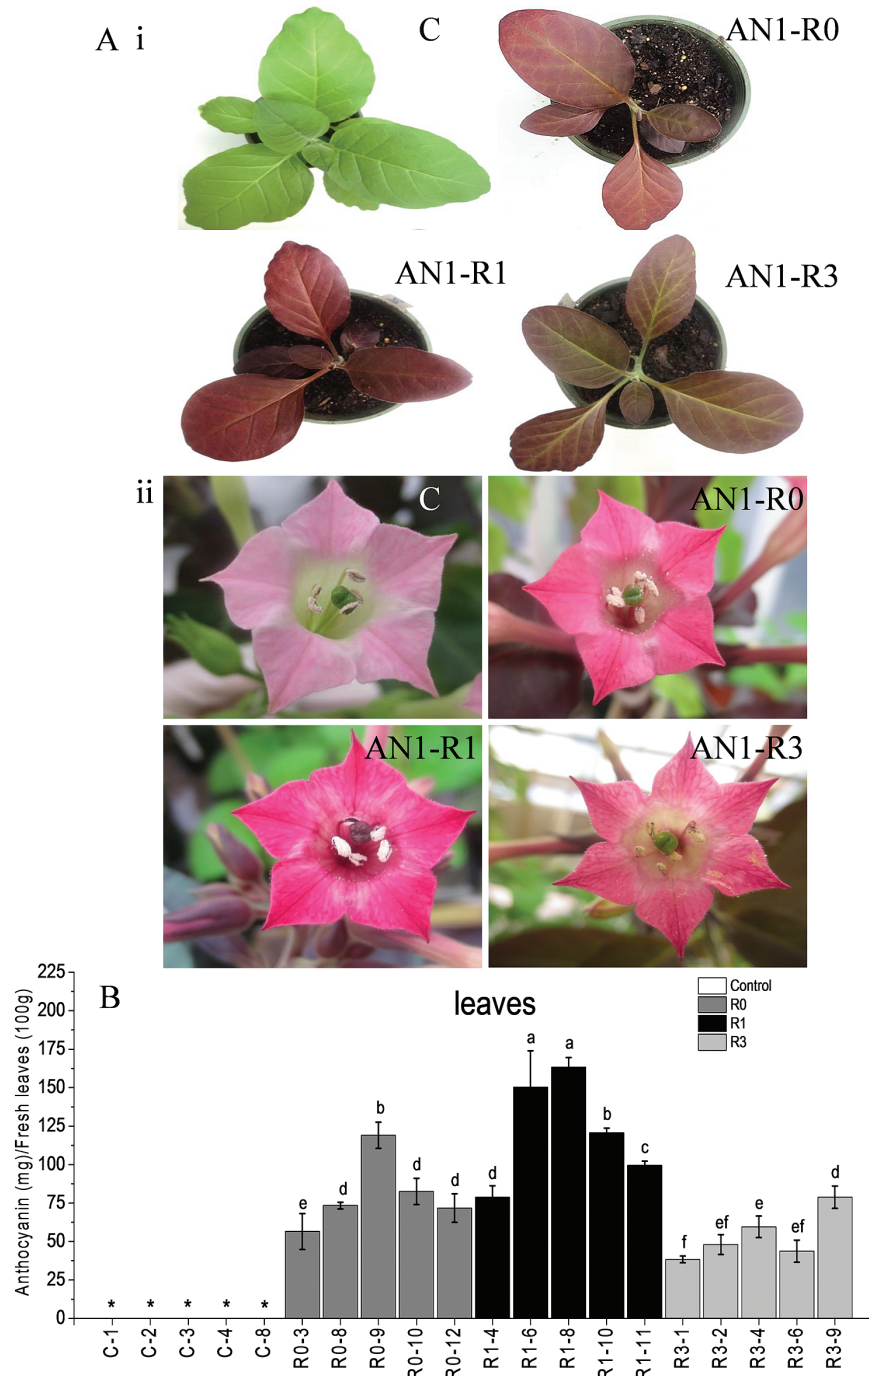 A i
C
AN1-R0
AN1-R1
AN1-R3
ii
C
AN1-R0
AN1-R1
AN1-R3
B
leaves
Control
R0
R1
R3
Anthocyanin (mg)/Fresh leaves (100g)
225
200
175
150
125
100
75
50
25
0
* * * * * e d b d d d a a b c f ef e ef d
C-1 C-2 C-3 C-4 C-8 R0-3 R0-8 R0-9 R0-10 R0-12 R1-4 R1-6 R1-8 R1-10 R1-11 R3-1 R3-2 R3-4 R3-6 R3-9